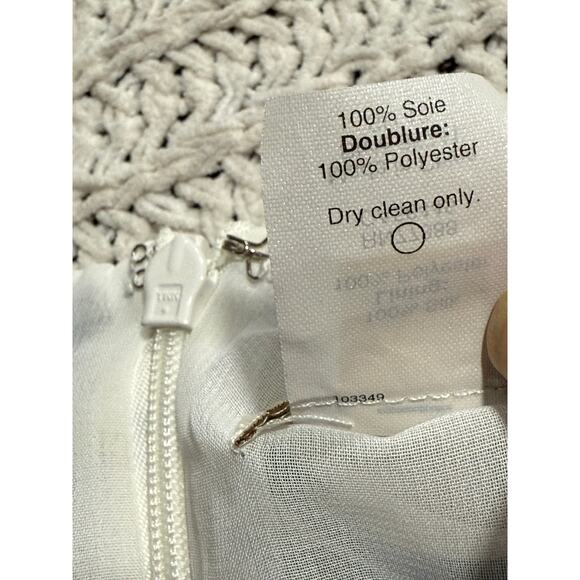 100% Soie
Doublure:
100% Polyester
Dry clean only.
103349